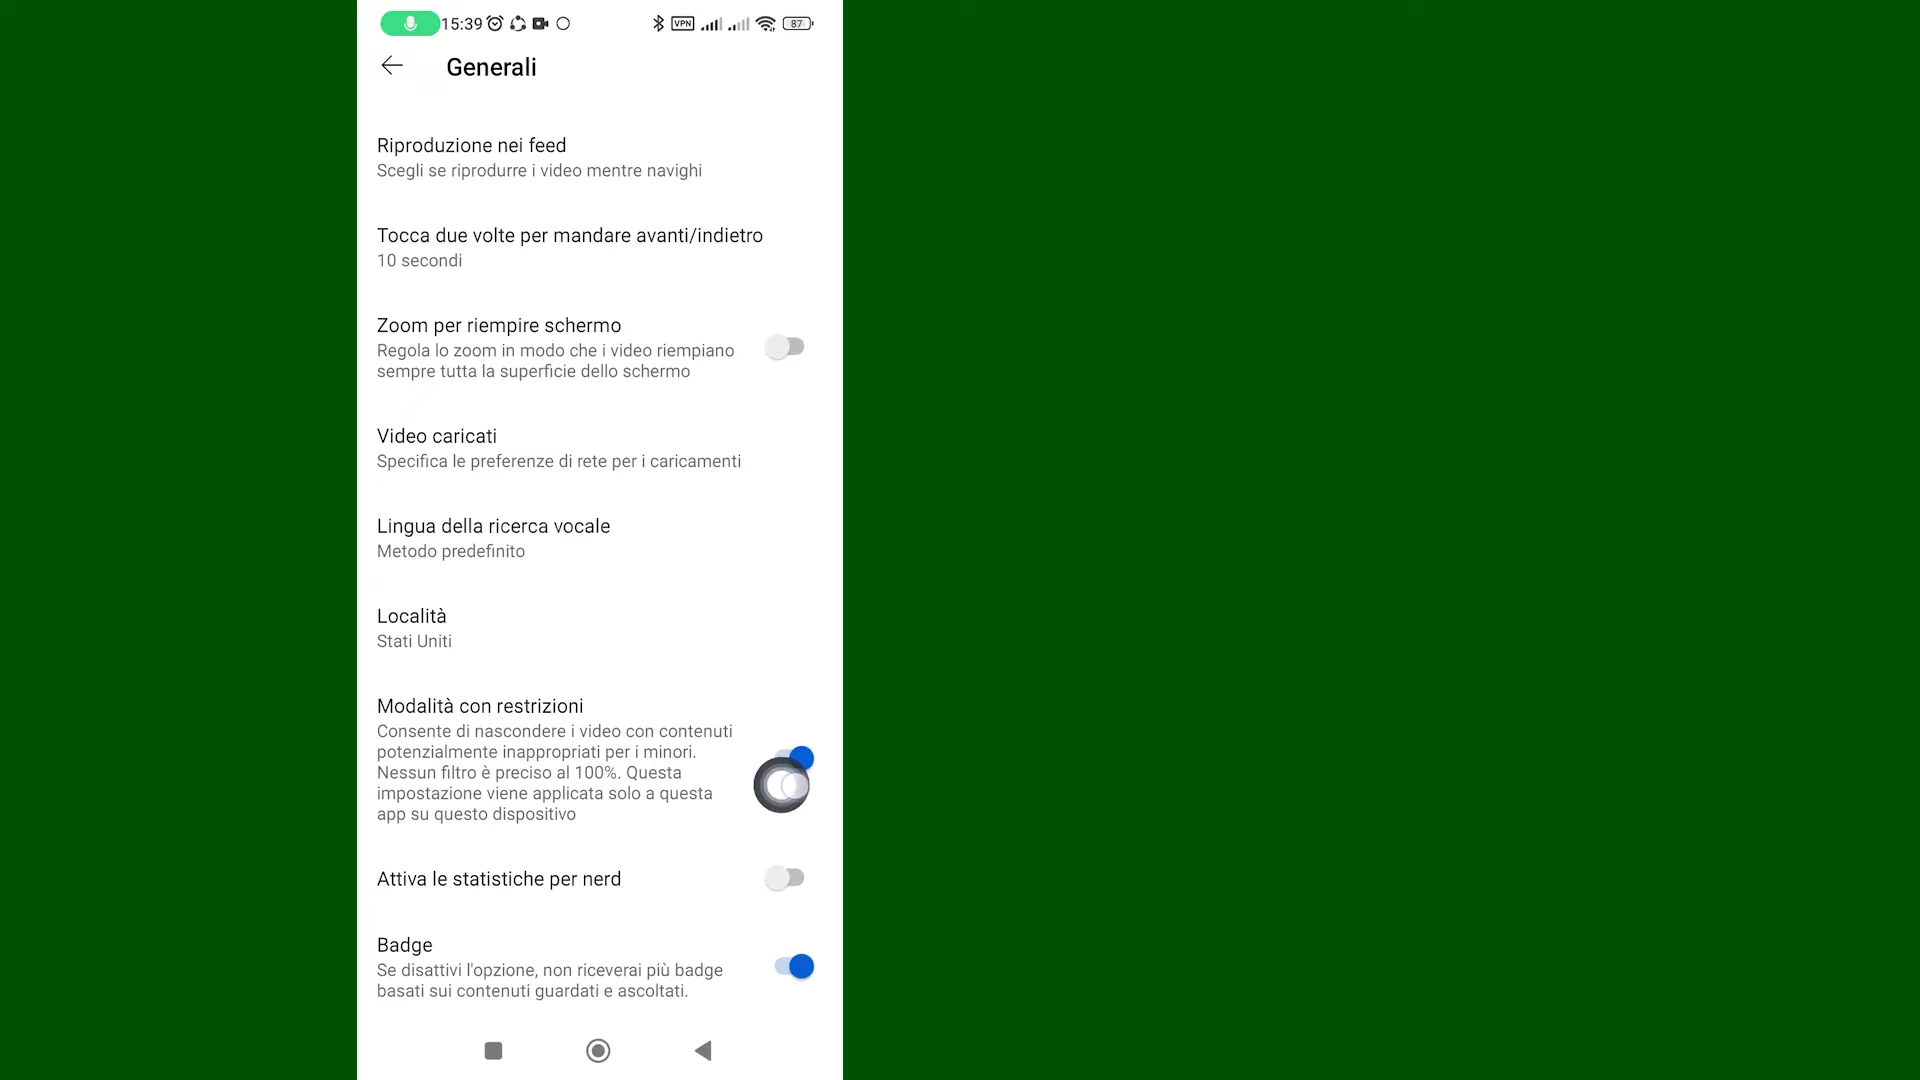 15:39 VPN 87
Generali
Riproduzione nei feed
Scegli se riprodurre i video mentre navighi
Tocca due volte per mandare avanti/indietro
10 secondi
Zoom per riempire schermo
Regola lo zoom in modo che i video riempiano
sempre tutta la superficie dello schermo
Video caricati
Specifica le preferenze di rete per i caricamenti
Lingua della ricerca vocale
Metodo predefinito
Località
Stati Uniti
Modalità con restrizioni
Consente di nascondere i video con contenuti
potenzialmente inappropriati per i minori.
Nessun filtro è preciso al 100%. Questa
impostazione viene applicata solo a questa
app su questo dispositivo
Attiva le statistiche per nerd
Badge
Se disattivi l'opzione, non riceverai più badge
basati sui contenuti guardati e ascoltati.